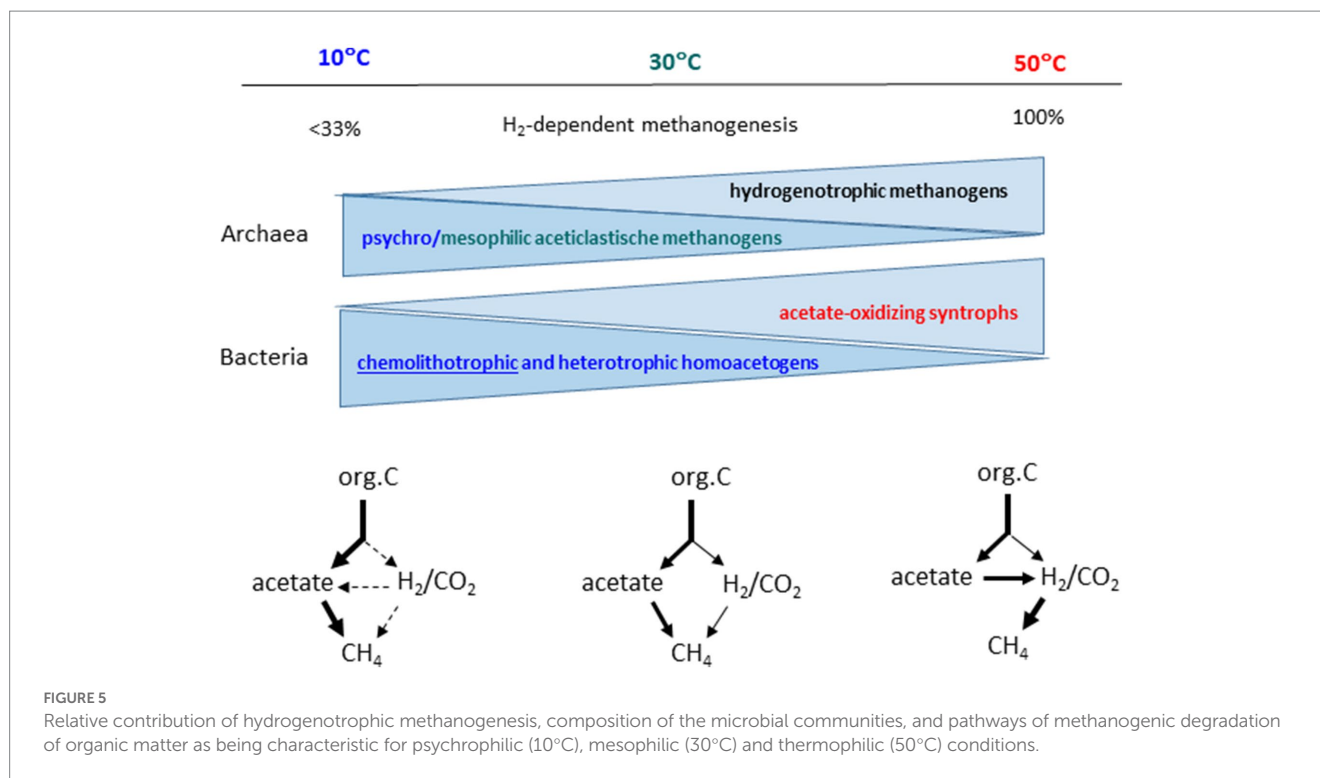 10°C 30°C 50°C
<33% H₂-dependent methanogenesis 100%
hydrogenotrophic methanogens
Archaea
psychro/mesophilic aceticlastische methanogens
acetate-oxidizing syntrophs
Bacteria
chemolithotrophic and heterotrophic homoacetogens
org.C org.C org.C
acetate H₂/CO₂ acetate H₂/CO₂ acetate H₂/CO₂
CH₄ CH₄ CH₄
FIGURE 5
Relative contribution of hydrogenotrophic methanogenesis, composition of the microbial communities, and pathways of methanogenic degradation
of organic matter as being characteristic for psychrophilic (10°C), mesophilic (30°C) and thermophilic (50°C) conditions.